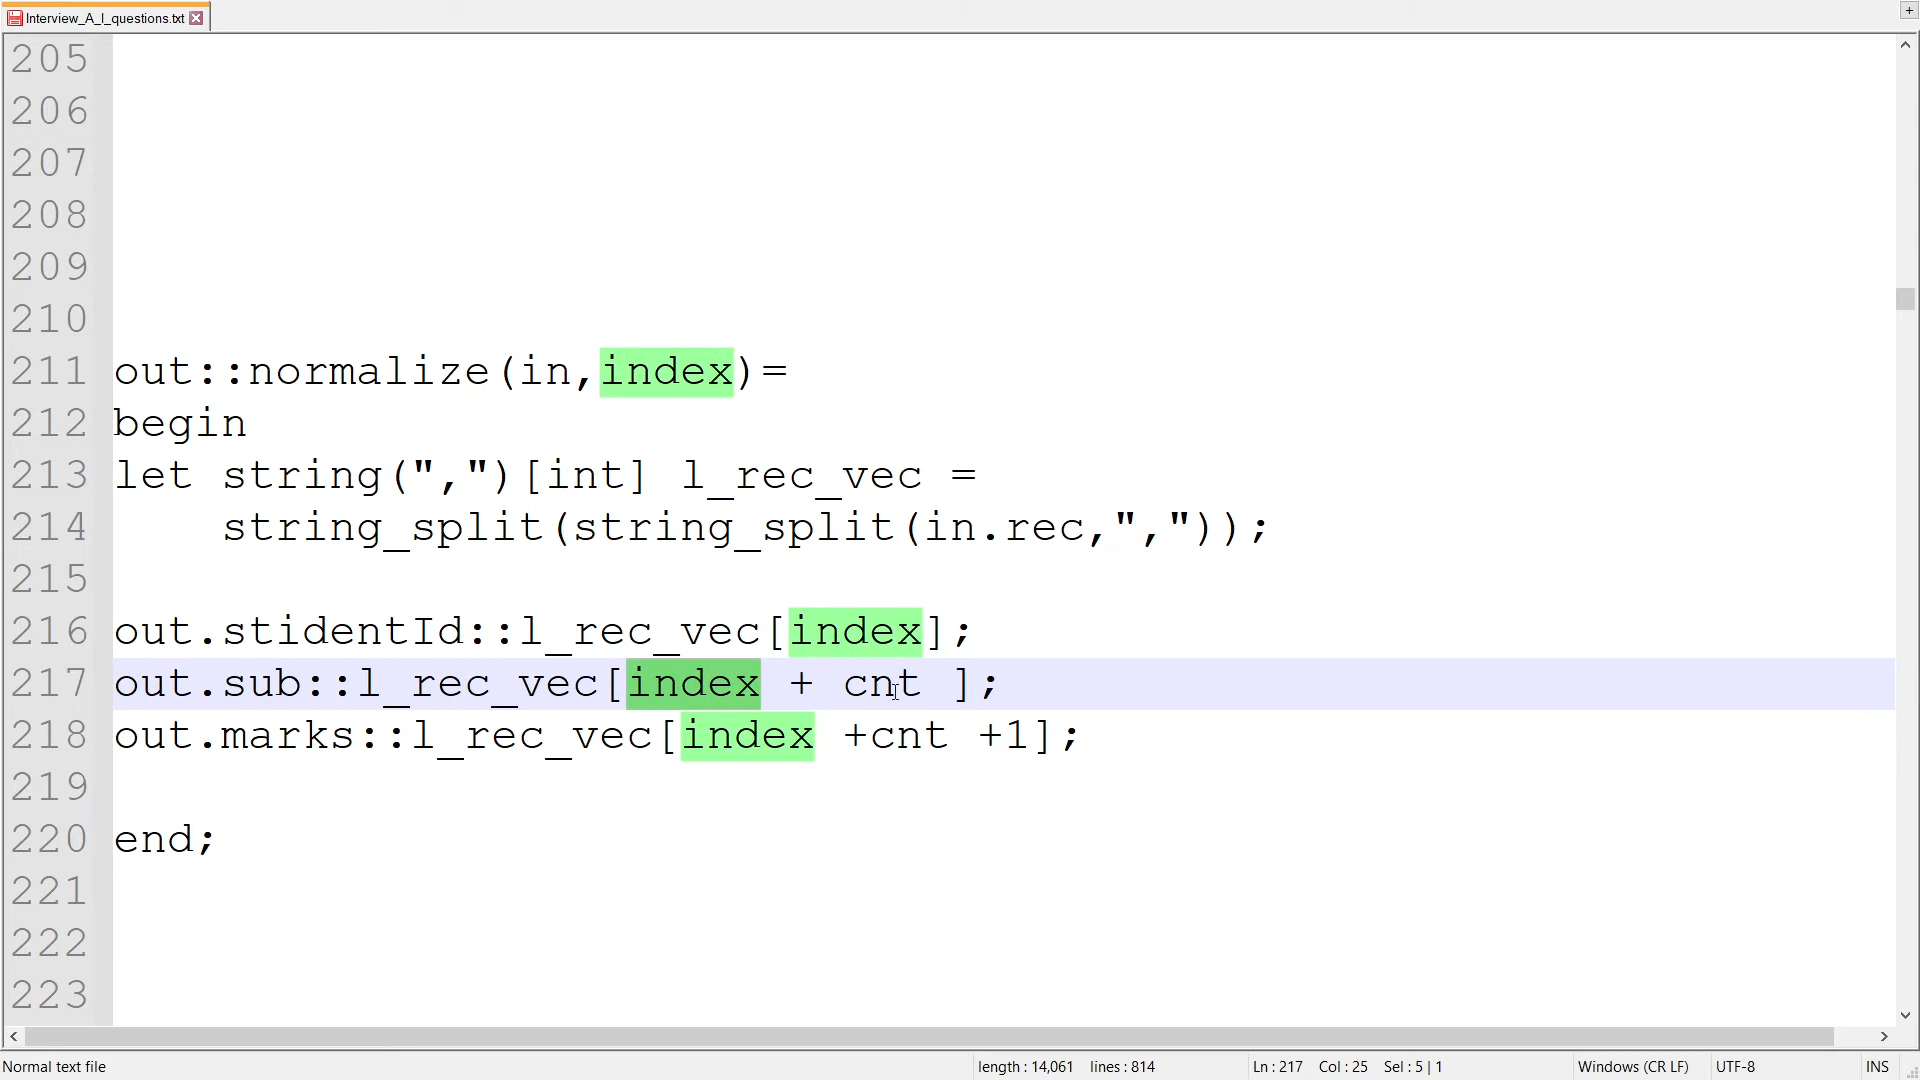 Interview_A_I_questions.txt
+
205
206
207
208
209
210
211 out::normalize(in,index)=
212 begin
213 let string(",")[int] l_rec_vec =
214     string_split(string_split(in.rec,","));
215
216 out.stidentId::l_rec_vec[index];
217 out.sub::l_rec_vec[index + cnt ];
218 out.marks::l_rec_vec[index +cnt +1];
219
220 end;
221
222
223
Normal text file length : 14,061 lines : 814 Ln : 217 Col : 25 Sel : 5 | 1 Windows (CR LF) UTF-8 INS